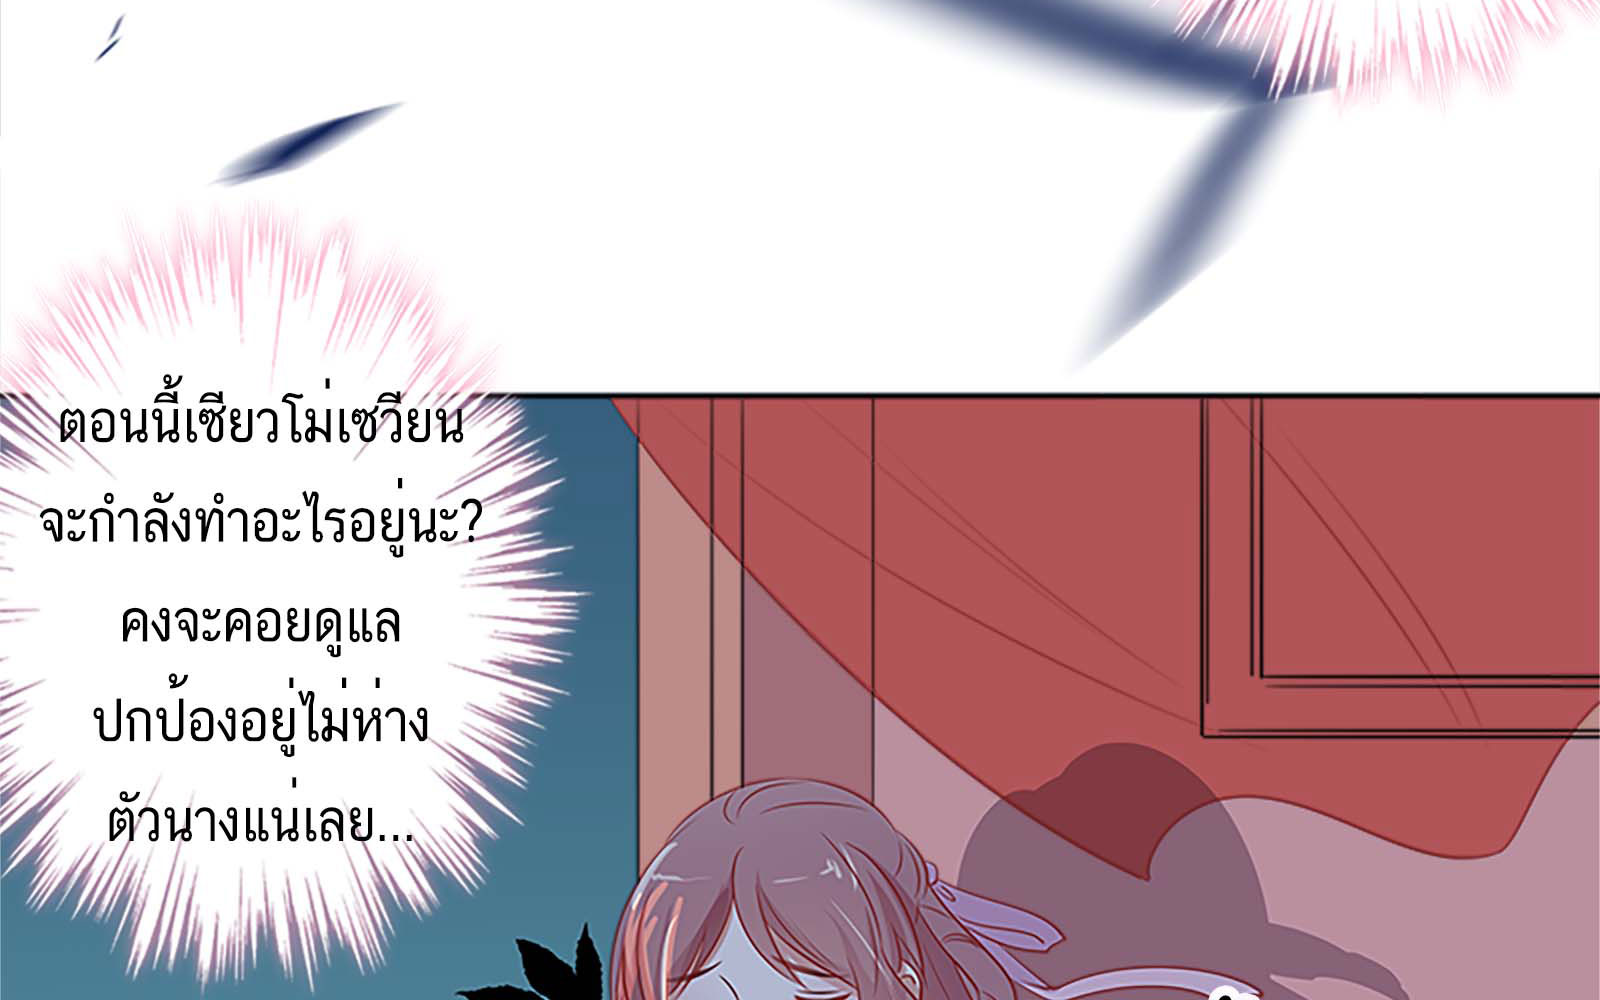 ตอนนี้เซียวโม่เซวียน
จะกำลังทำอะไรอยู่นะ?
คงจะคอยดูแล
ปกป้องอยู่ไม่ห่าง
ตัวนางแน่เลย...